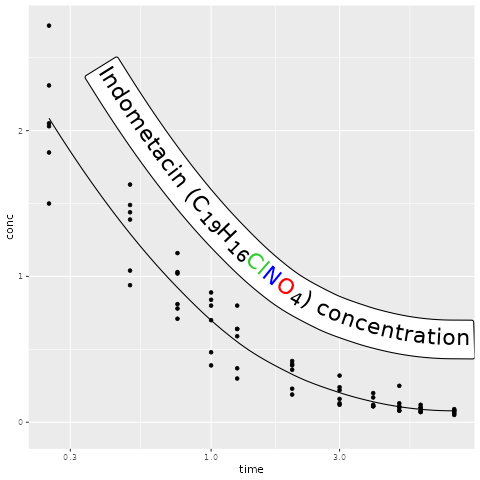 Indometacin (C₁₉H₁₆ClNO₄) concentration
conc
2
1
0
0.3 1.0 3.0
time